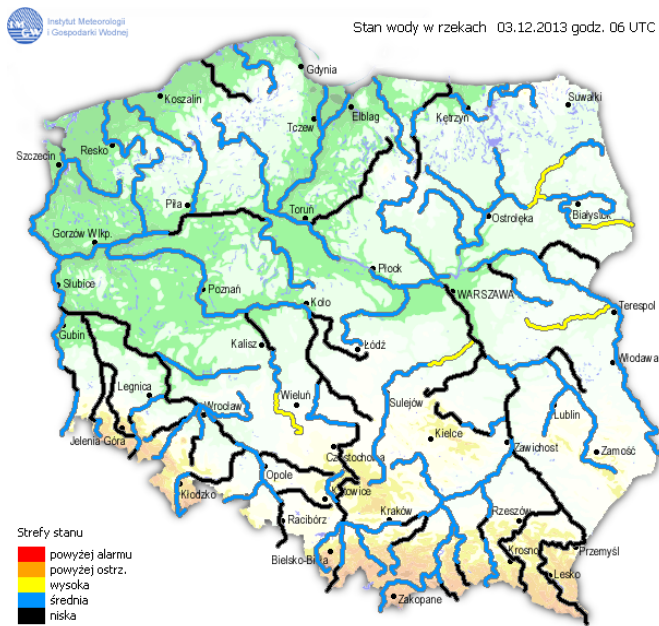 Instytut Meteorologii
i Gospodarki Wodnej
IMGW
Stan wody w rzekach 03.12.2013 godz. 06 UTC
Gdynia
Koszalin
Suwałki
Elbląg
Kętrzyn
Tczew
Resko
Szczecin
Piła
Toruń
Ostrołęka
Białystok
Gorzów Wlkp.
Płock
Słubice
Poznań
Koło
WARSZAWA
Terespol
Gubin
Kalisz
Łódź
Włodawa
Legnica
Wieluń
Wrocław
Sulejów
Lublin
Jelenia Góra
Kielce
Zawichost
Zamość
Częstochowa
Opole
Kłodzko
Katowice
Racibórz
Kraków
Rzeszów
Bielsko-Biała
Krosno
Przemyśl
Lesko
Zakopane
Strefy stanu
powyżej alarmu
powyżej ostrz.
wysoka
średnia
niska